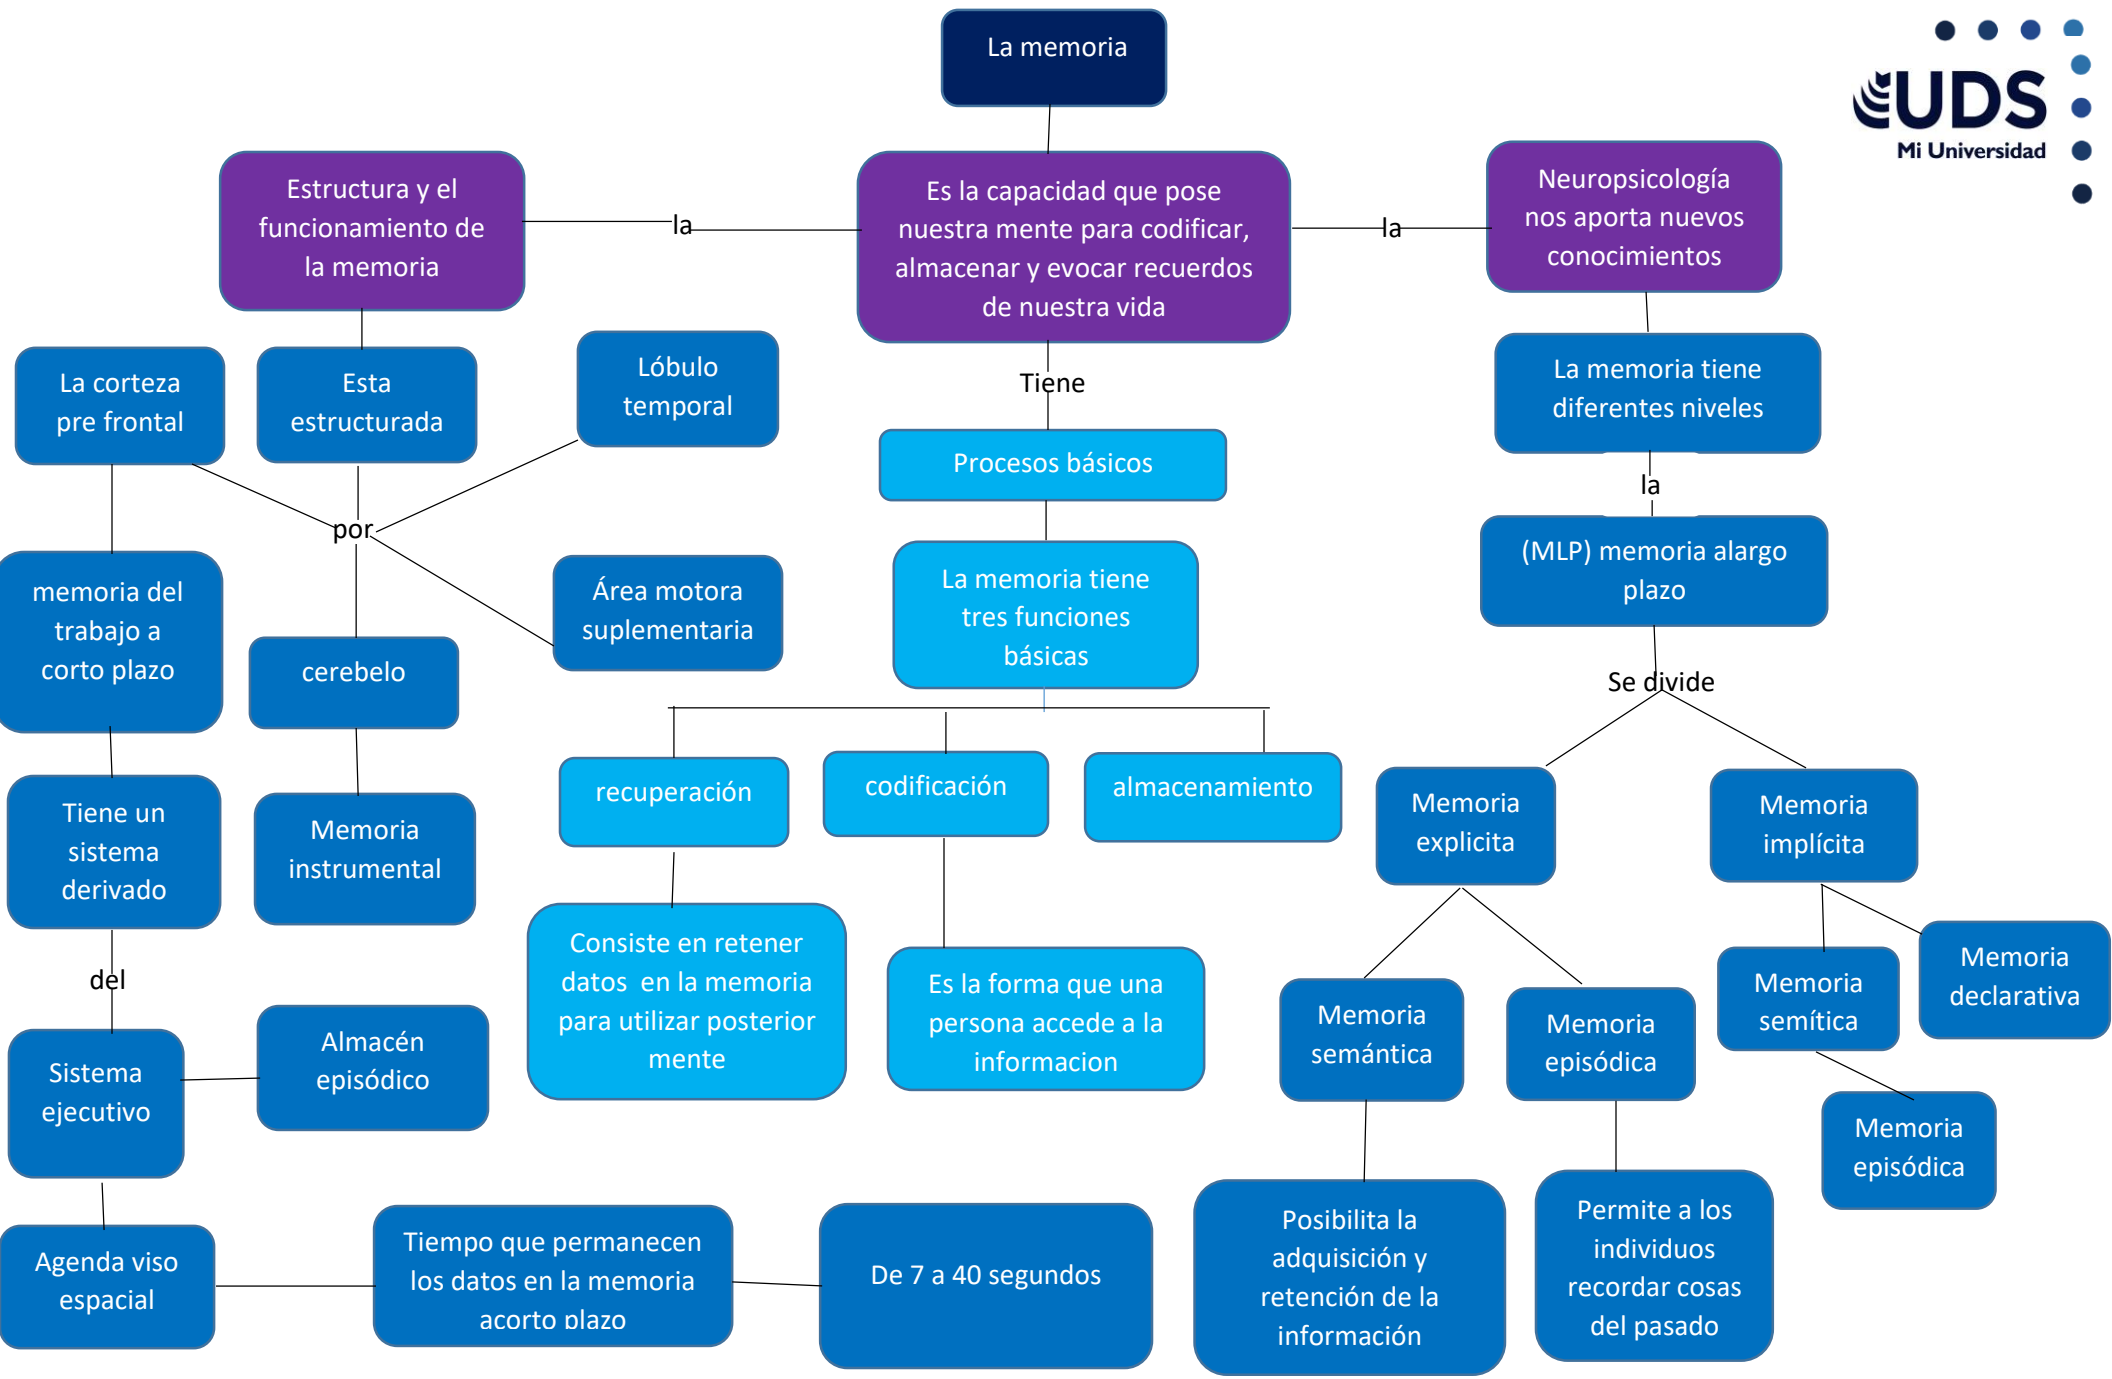 La memoria
UDS
Mi Universidad
Estructura y el
funcionamiento de
la memoria
la
Es la capacidad que pose
nuestra mente para codificar,
almacenar y evocar recuerdos
de nuestra vida
la
Neuropsicología
nos aporta nuevos
conocimientos
La corteza
pre frontal
Esta
estructurada
Lóbulo
temporal
Tiene
La memoria tiene
diferentes niveles
Procesos básicos
la
por
(MLP) memoria alargo
plazo
memoria del
trabajo a
corto plazo
cerebelo
Área motora
suplementaria
La memoria tiene
tres funciones
básicas
Se divide
Tiene un
sistema
derivado
Memoria
instrumental
recuperación
codificación
almacenamiento
Memoria
explicita
Memoria
implícita
del
Consiste en retener
datos  en la memoria
para utilizar posterior
mente
Es la forma que una
persona accede a la
informacion
Memoria
semántica
Memoria
episódica
Memoria
semítica
Memoria
declarativa
Sistema
ejecutivo
Almacén
episódico
Memoria
episódica
Agenda viso
espacial
Tiempo que permanecen
los datos en la memoria
acorto plazo
De 7 a 40 segundos
Posibilita la
adquisición y
retención de la
información
Permite a los
individuos
recordar cosas
del pasado